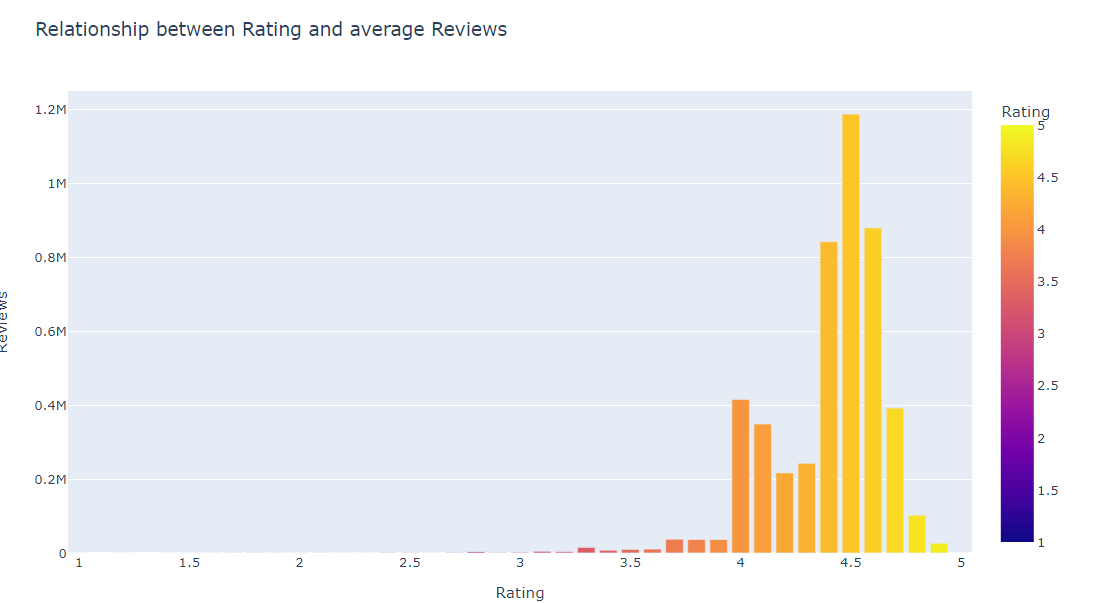 Relationship between Rating and average Reviews
Rating
1.2M
1M
0.8M
0.6M
0.4M
0.2M
0
Reviews
1 1.5 2 2.5 3 3.5 4 4.5 5
Rating
5
4.5
4
3.5
3
2.5
2
1.5
1